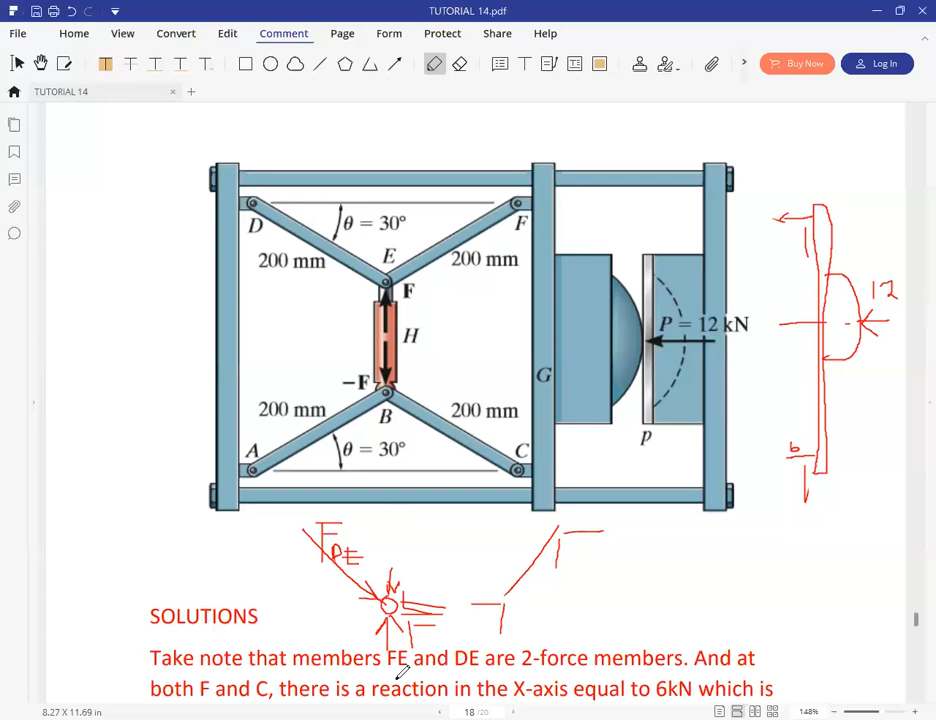 TUTORIAL 14.pdf
File Home View Convert Edit Comment Page Form Protect Share Help
Buy Now
Log In
TUTORIAL 14
D
θ = 30°
F
200 mm
E
200 mm
F
H
P = 12 kN
12
–F
G
200 mm
B
200 mm
A
θ = 30°
C
p
6
F
DE
F
SOLUTIONS
Take note that members FE and DE are 2-force members. And at
both F and C, there is a reaction in the X-axis equal to 6kN which is
8.27 x 11.69 in
18 /20
148%